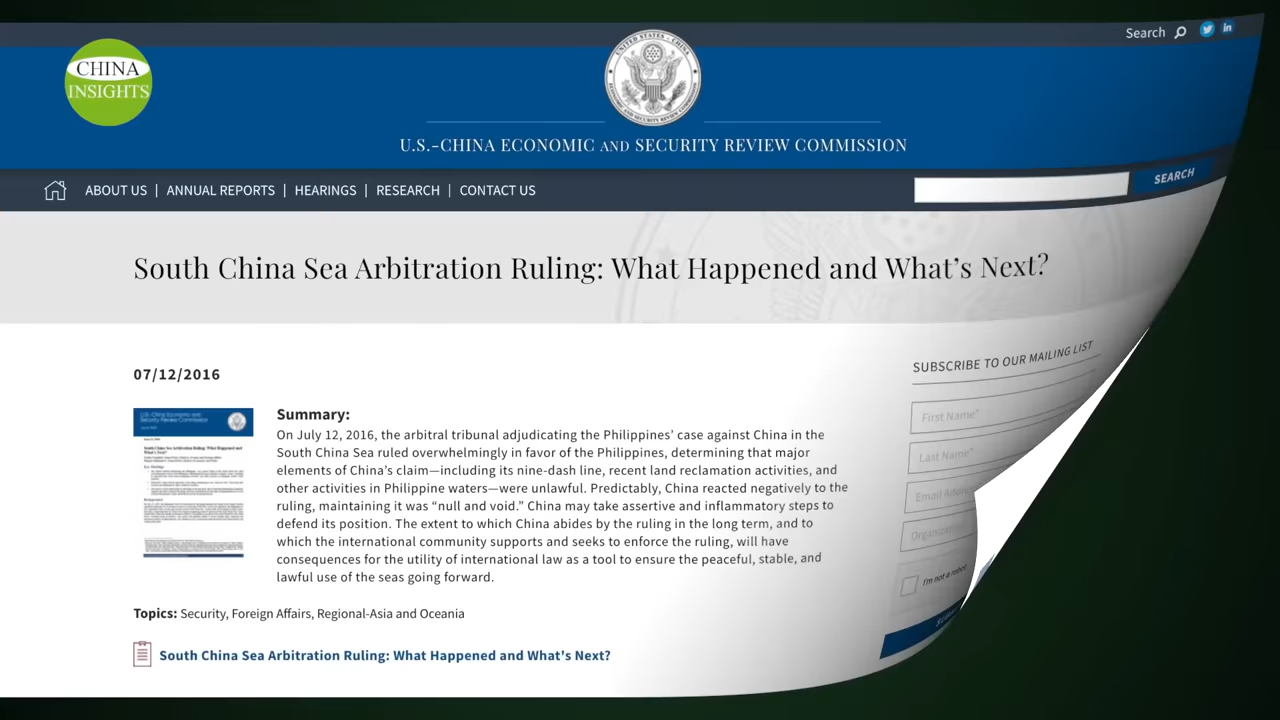 Search
CHINA
INSIGHTS
U.S.-CHINA ECONOMIC AND SECURITY REVIEW COMMISSION
ABOUT US | ANNUAL REPORTS | HEARINGS | RESEARCH | CONTACT US
SEARCH
South China Sea Arbitration Ruling: What Happened and What's Next?
07/12/2016
SUBSCRIBE TO OUR MAILING LIST
First Name*
Last Name*
Email
I'm not a robot
Summary:
On July 12, 2016, the arbitral tribunal adjudicating the Philippines' case against China in the
South China Sea ruled overwhelmingly in favor of the Philippines, determining that major
elements of China's claim—including its nine-dash line, recent land reclamation activities, and
other activities in Philippine waters—were unlawful. Predictably, China reacted negatively to the
ruling, maintaining it was "null and void." China may take assertive and inflammatory steps to
defend its position. The extent to which China abides by the ruling in the long term, and to
which the international community supports and seeks to enforce the ruling, will have
consequences for the utility of international law as a tool to ensure the peaceful, stable, and
lawful use of the seas going forward.
Topics: Security, Foreign Affairs, Regional-Asia and Oceania
South China Sea Arbitration Ruling: What Happened and What's Next?